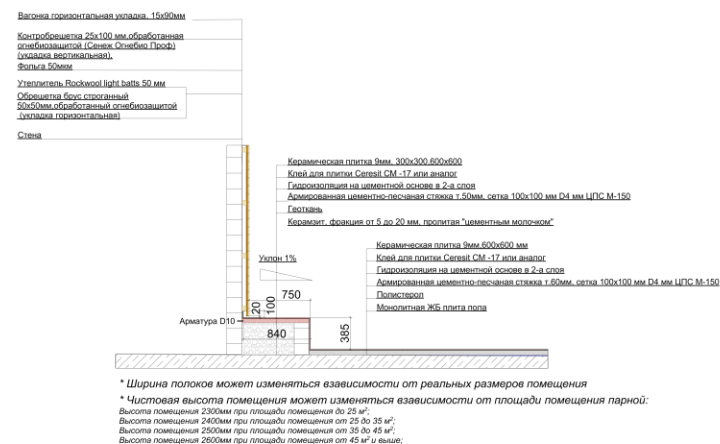 Вагонка горизонтальная укладка, 15х90мм
Контробрешетка 25х100 мм,обработанная
огнебиозащитой (Сенеж Огнебио Проф)
(укдадка вертикальная),
Фольга 50мкм
Утеплитель Rockwool light batts 50 мм
Обрешетка брус строганный
50х50мм,обработанный огнебиозащитой
(укладка горизонтальная)
Стена
Керамическая плитка 9мм, 300х300,600х600
Клей для плитки Ceresit СМ -17 или аналог
Гидроизоляция на цементной основе в 2-а слоя
Армированная цементно-песчаная стяжка т.50мм, сетка 100х100 мм D4 мм ЦПС М-150
Геоткань
Керамзит, фракция от 5 до 20 мм, пролитая "цементным молочком"
Керамическая плитка 9мм,600х600 мм
Клей для плитки Ceresit СМ -17 или аналог
Гидроизоляция на цементной основе в 2-а слоя
Армированная цементно-песчаная стяжка т.60мм, сетка 100х100 мм D4 мм ЦПС М-150
Полистерол
Монолитная ЖБ плита пола
Уклон 1%
750
20
100
Арматура D10
840
385
* Ширина полоков может изменяться взависимости от реальных размеров помещения
* Чистовая высота помещения может изменяться взависимости от площади помещения парной:
Высота помещения 2300мм при площади помещения до 25 м²;
Высота помещения 2400мм при площади помещения от 25 до 35 м²;
Высота помещения 2500мм при площади помещения от 35 до 45 м²;
Высота помещения 2600мм при площади помещения от 45 м² и выше;